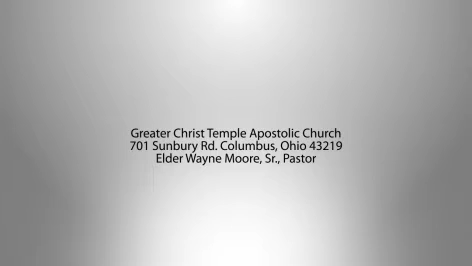 Greater Christ Temple Apostolic Church
701 Sunbury Rd. Columbus, Ohio 43219
Elder Wayne Moore, Sr., Pastor